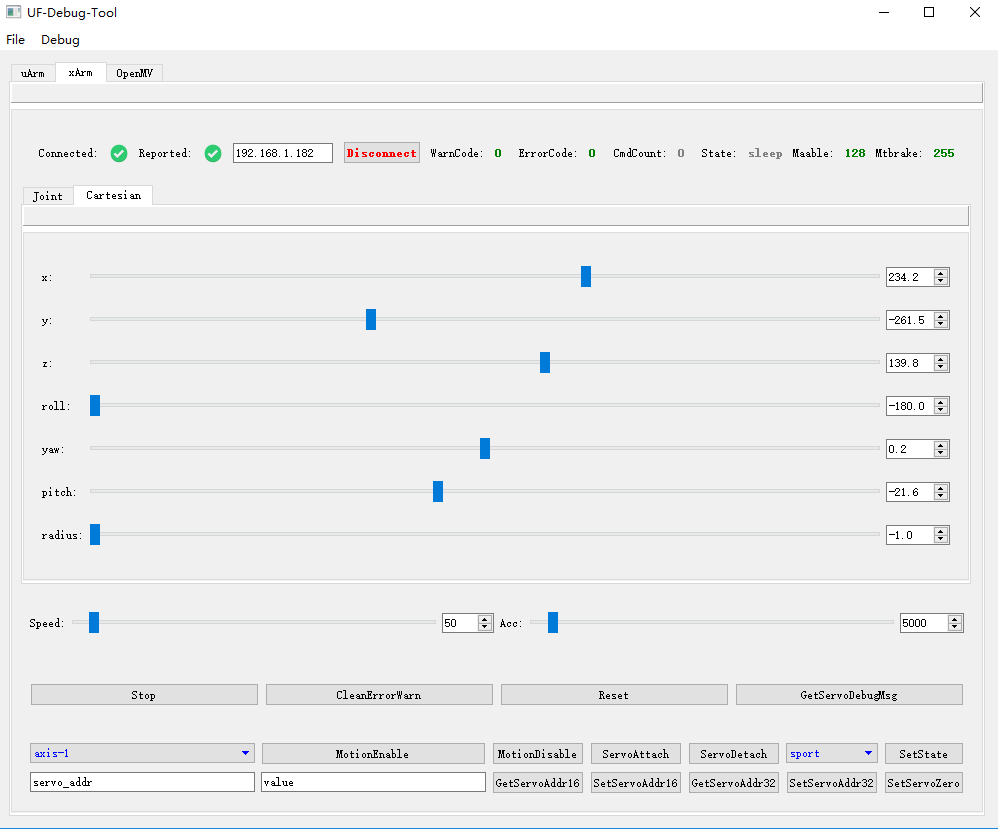 UF-Debug-Tool
File Debug
uArm xArm OpenMV
Connected: Reported: 192.168.1.182 Disconnect WarnCode: 0 ErrorCode: 0 CmdCount: 0 State: sleep Maable: 128 Mtbrake: 255
Joint Cartesian
x: 234.2
y: -261.5
z: 139.8
roll: -180.0
yaw: 0.2
pitch: -21.6
radius: -1.0
Speed: 50 Acc: 5000
Stop CleanErrorWarn Reset GetServoDebugMsg
axis-1 MotionEnable MotionDisable ServoAttach ServoDetach sport SetState
servo_addr value GetServoAddr16 SetServoAddr16 GetServoAddr32 SetServoAddr32 SetServoZero